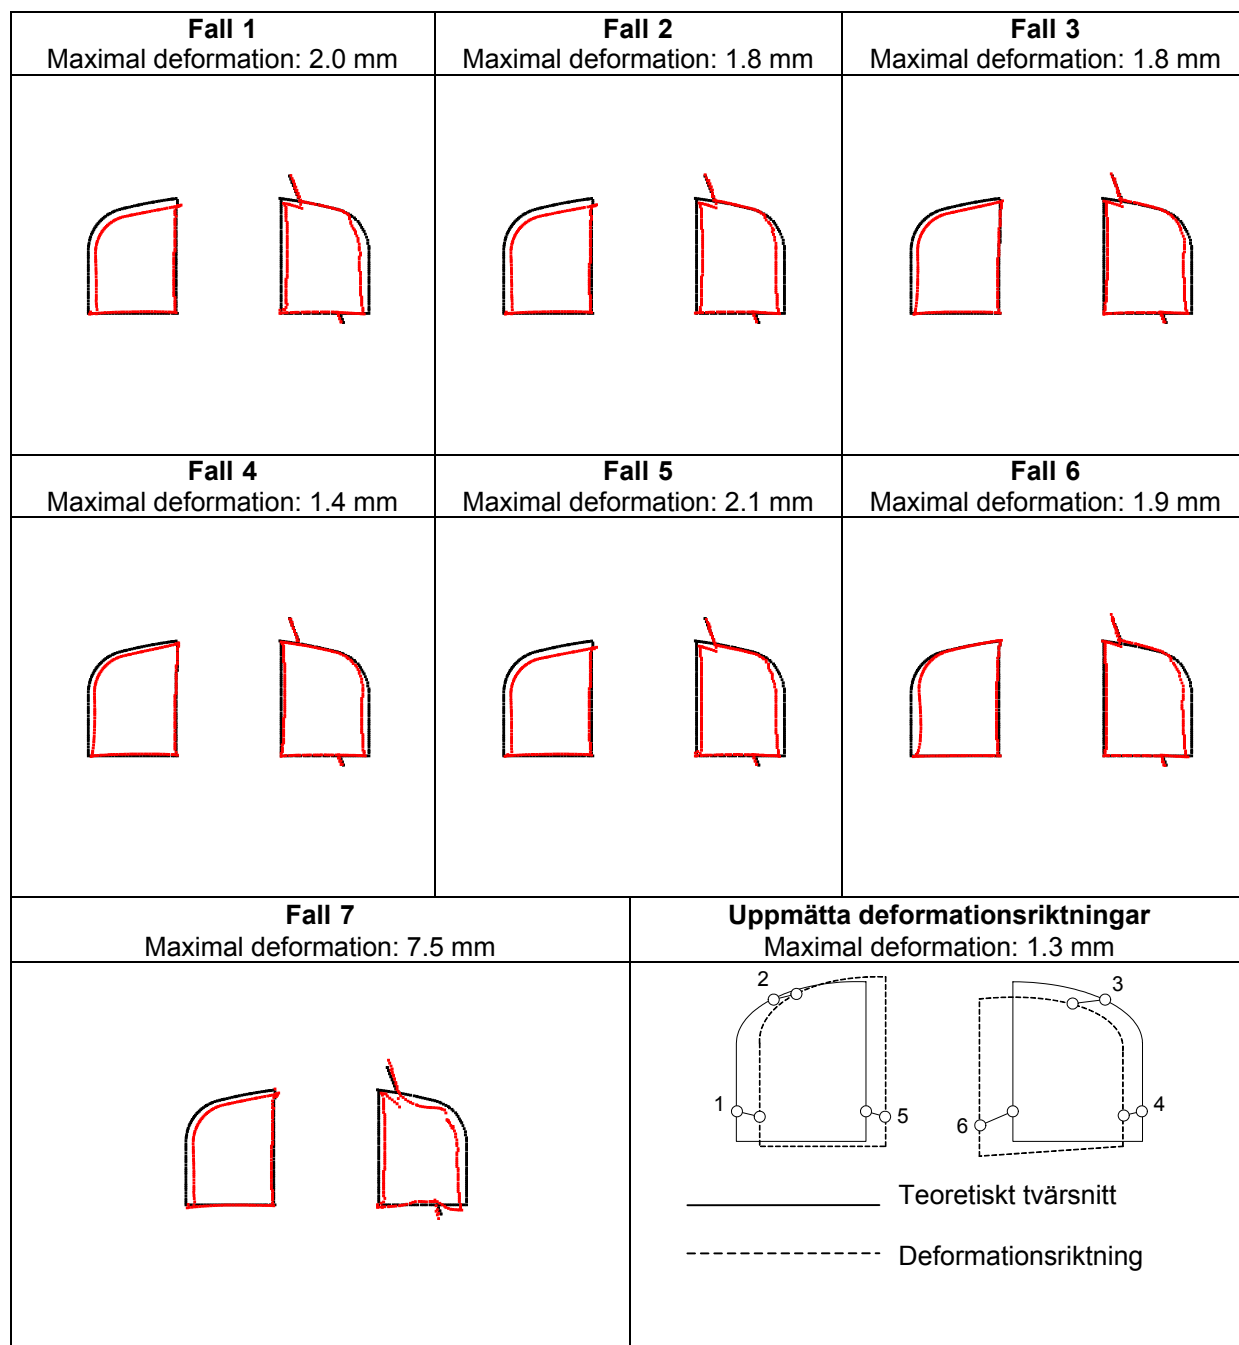 Fall 1
Maximal deformation: 2.0 mm
Fall 2
Maximal deformation: 1.8 mm
Fall 3
Maximal deformation: 1.8 mm
Fall 4
Maximal deformation: 1.4 mm
Fall 5
Maximal deformation: 2.1 mm
Fall 6
Maximal deformation: 1.9 mm
Fall 7
Maximal deformation: 7.5 mm
Uppmätta deformationsriktningar
Maximal deformation: 1.3 mm
2
3
1
5
6
4
Teoretiskt tvärsnitt
Deformationsriktning